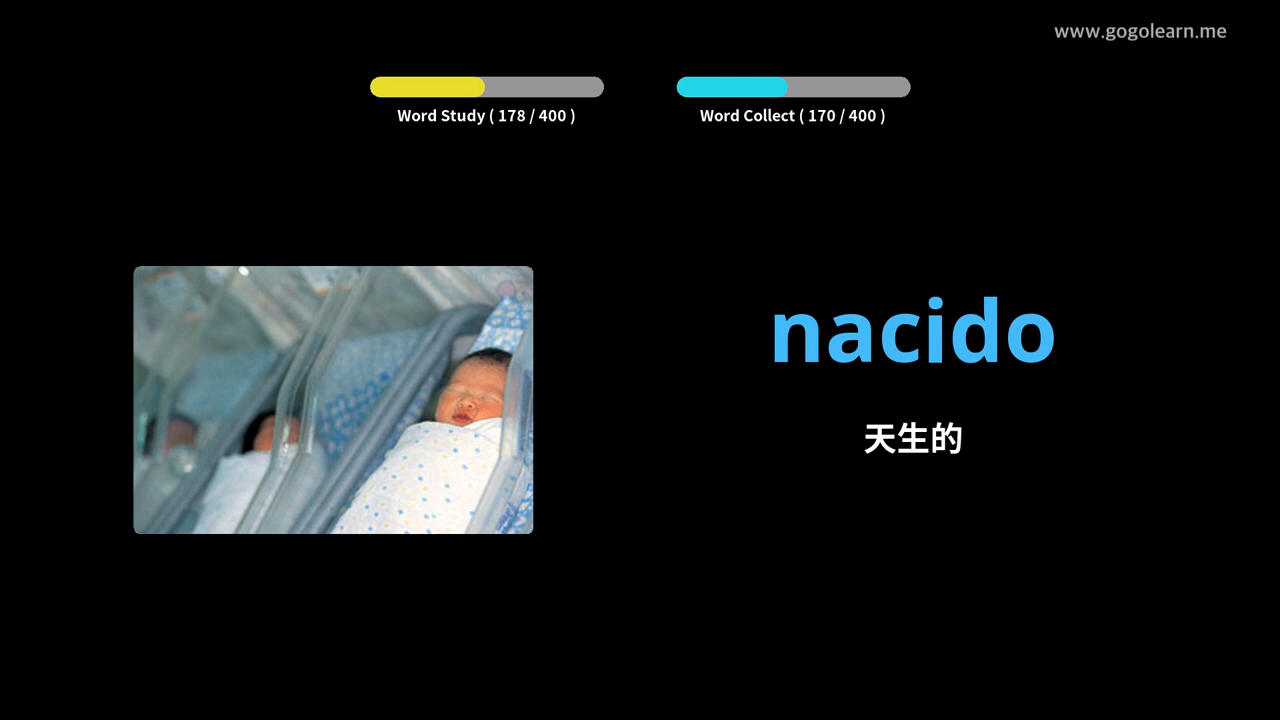 www.gogolearn.me
Word Study ( 178 / 400 )
Word Collect ( 170 / 400 )
nacido
天生的